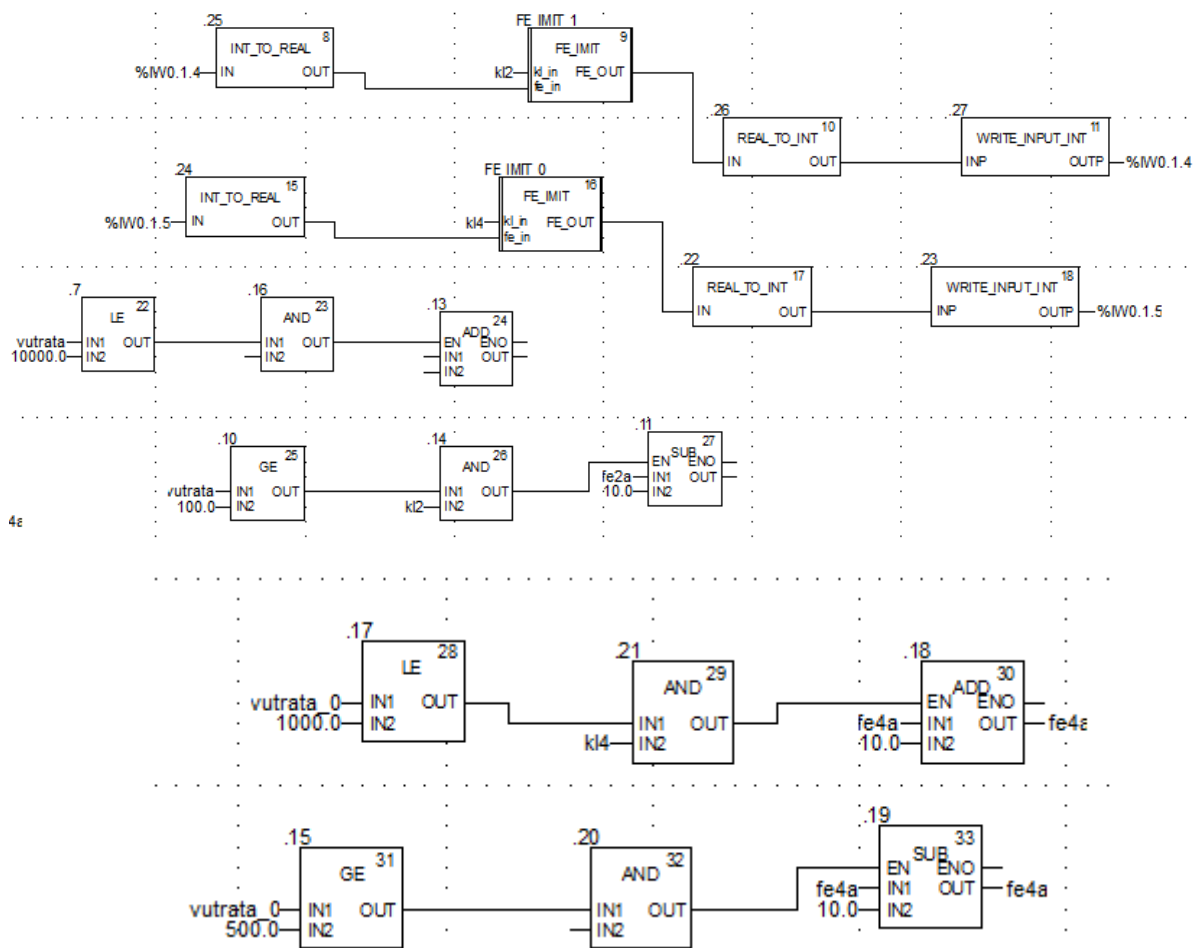 .25 FE_IMIT_1
INT_TO_REAL 8 FE_IMIT 9
%IW0.1.4 IN OUT kl2 kl_in FE_OUT
fe_in
.26 .27
REAL_TO_INT 10 WRITE_INPUT_INT 11
IN OUT INP OUTP %IW0.1.4
.24 FE_IMIT_0
INT_TO_REAL 15 FE_IMIT 16
%IW0.1.5 IN OUT kl4 kl_in FE_OUT
fe_in
.22 .23
REAL_TO_INT 17 WRITE_INPUT_INT 18
IN OUT INP OUTP %IW0.1.5
.7 .16 .13
LE 22 AND 23 ADD 24
vutrata IN1 OUT IN1 OUT EN ENO
10000.0 IN2 IN2 IN1 OUT
IN2
.10 .14 .11
GE 25 AND 26 SUB 27
vutrata IN1 OUT IN1 OUT EN ENO
100.0 IN2 kl2 IN2 fe2a IN1 OUT
10.0 IN2
4a
.17 .21 .18
LE 28 AND 29 ADD 30
vutrata_0 IN1 OUT IN1 OUT EN ENO
1000.0 IN2 kl4 IN2 fe4a IN1 OUT fe4a
10.0 IN2
.15 .20 .19
GE 31 AND 32 SUB 33
vutrata_0 IN1 OUT IN1 OUT EN ENO
500.0 IN2 IN2 fe4a IN1 OUT fe4a
10.0 IN2